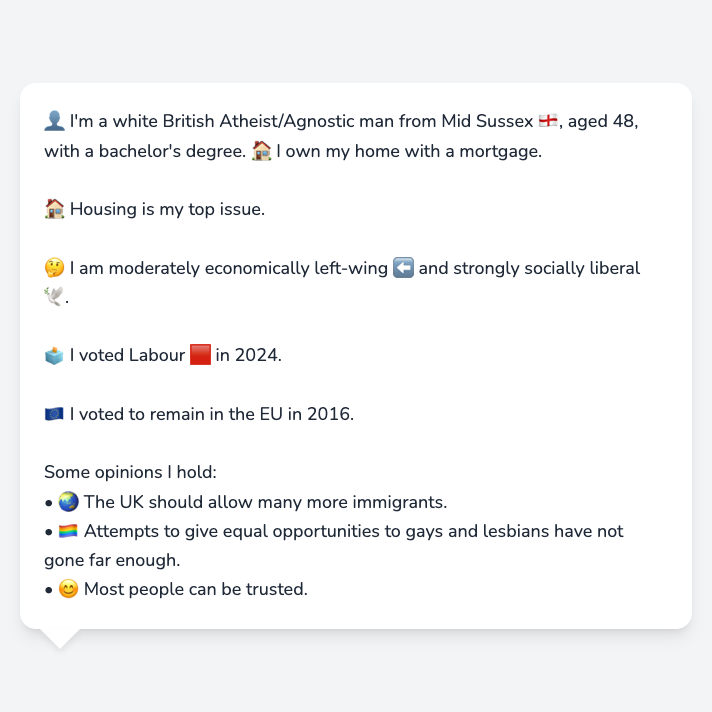 👤 I'm a white British Atheist/Agnostic man from Mid Sussex 🏴󠁧󠁢󠁥󠁮󠁧󠁿, aged 48,
with a bachelor's degree. 🏠 I own my home with a mortgage.
🏠 Housing is my top issue.
🤔 I am moderately economically left-wing ⬅️ and strongly socially liberal
🕊️.
🗳️ I voted Labour 🟥 in 2024.
🇪🇺 I voted to remain in the EU in 2016.
Some opinions I hold:
• 🌏 The UK should allow many more immigrants.
• 🏳️‍🌈 Attempts to give equal opportunities to gays and lesbians have not
gone far enough.
• 😊 Most people can be trusted.